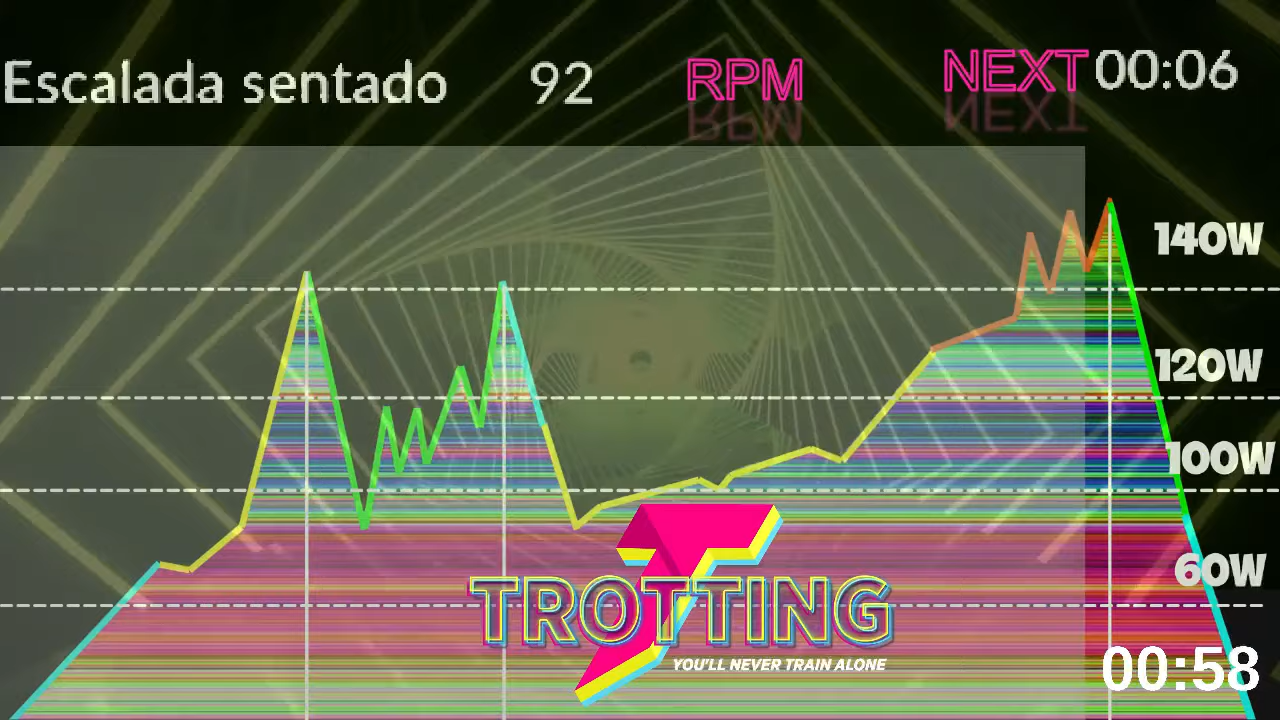 Escalada sentado 92 RPM NEXT 00:06
140W
120W
100W
60W
TROTTING
YOU'LL NEVER TRAIN ALONE
00:58